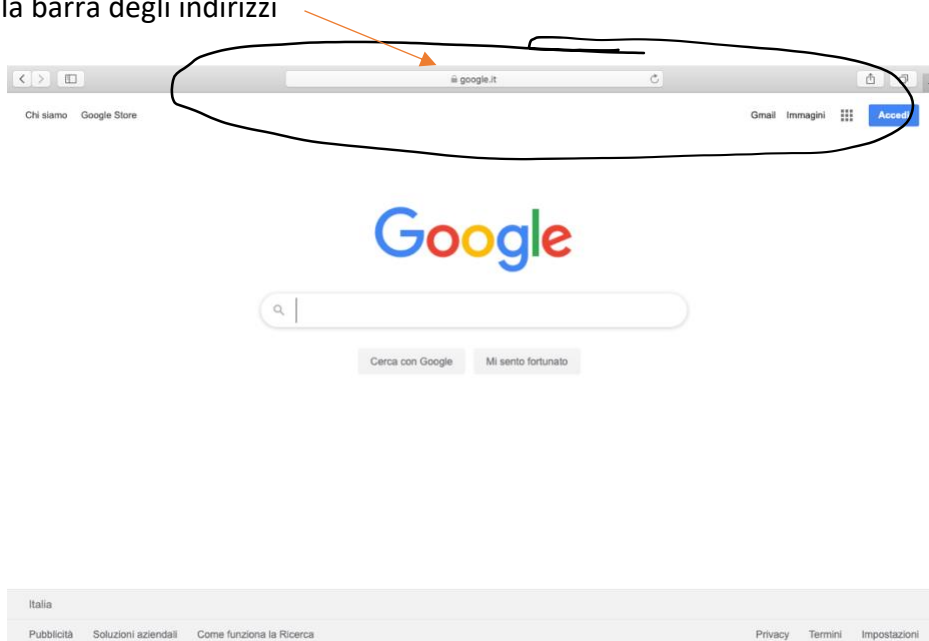 la barra degli indirizzi
google.it
Chi siamo Google Store Gmail Immagini Accedi
Google
Cerca con Google Mi sento fortunato
Italia
Pubblicità Soluzioni aziendali Come funziona la Ricerca Privacy Termini Impostazioni